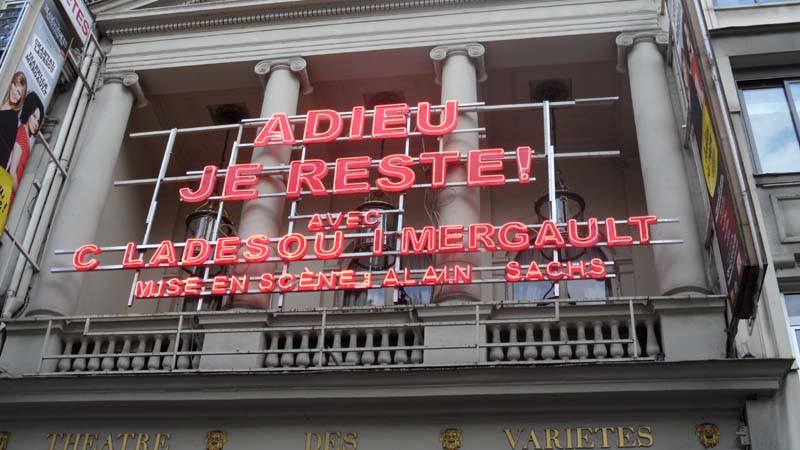 ADIEU
JE RESTE!
AVEC
C LADESOU I MERGAULT
MISE EN SCÈNE: ALAIN SACHS
THEATRE DES VARIETES